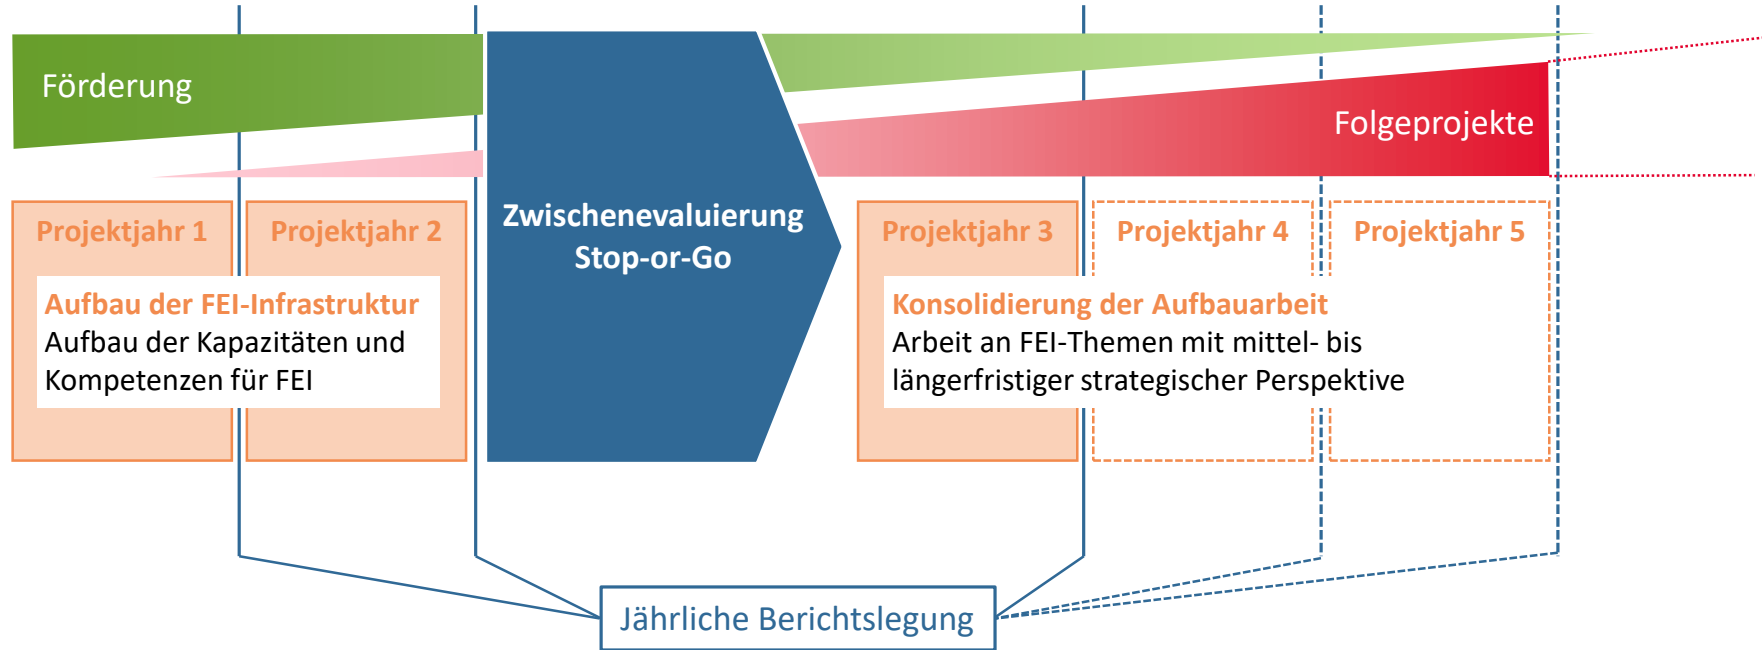 Förderung
Folgeprojekte
Projektjahr 1
Projektjahr 2
Zwischenevaluierung
Stop-or-Go
Projektjahr 3
Projektjahr 4
Projektjahr 5
Aufbau der FEI-Infrastruktur
Aufbau der Kapazitäten und
Kompetenzen für FEI
Konsolidierung der Aufbauarbeit
Arbeit an FEI-Themen mit mittel- bis
längerfristiger strategischer Perspektive
Jährliche Berichtslegung